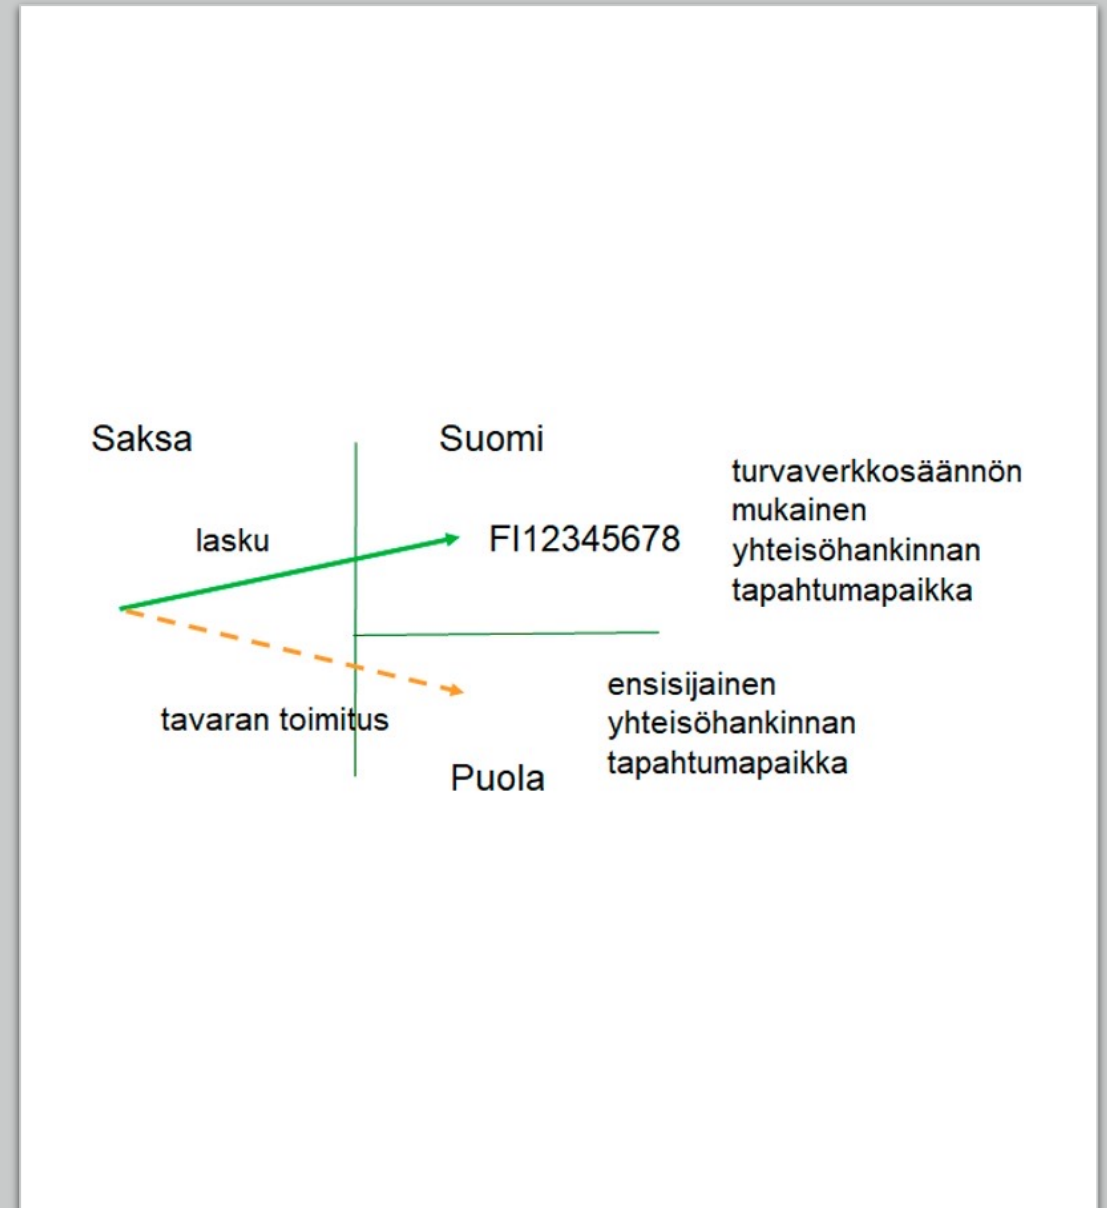 Saksa
Suomi
turvaverkkosäännön
mukainen
yhteisöhankinnan
tapahtumapaikka
lasku
FI12345678
tavaran toimitus
ensisijainen
yhteisöhankinnan
tapahtumapaikka
Puola